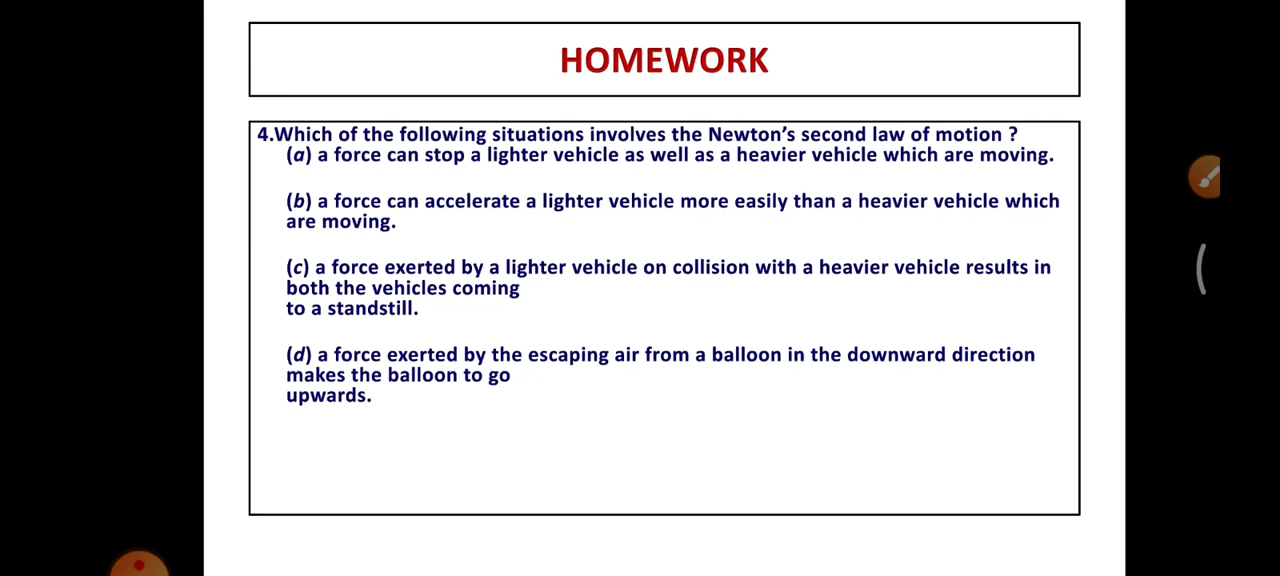 HOMEWORK
4.Which of the following situations involves the Newton’s second law of motion ?
(a) a force can stop a lighter vehicle as well as a heavier vehicle which are moving.
(b) a force can accelerate a lighter vehicle more easily than a heavier vehicle which
are moving.
(c) a force exerted by a lighter vehicle on collision with a heavier vehicle results in
both the vehicles coming
to a standstill.
(d) a force exerted by the escaping air from a balloon in the downward direction
makes the balloon to go
upwards.